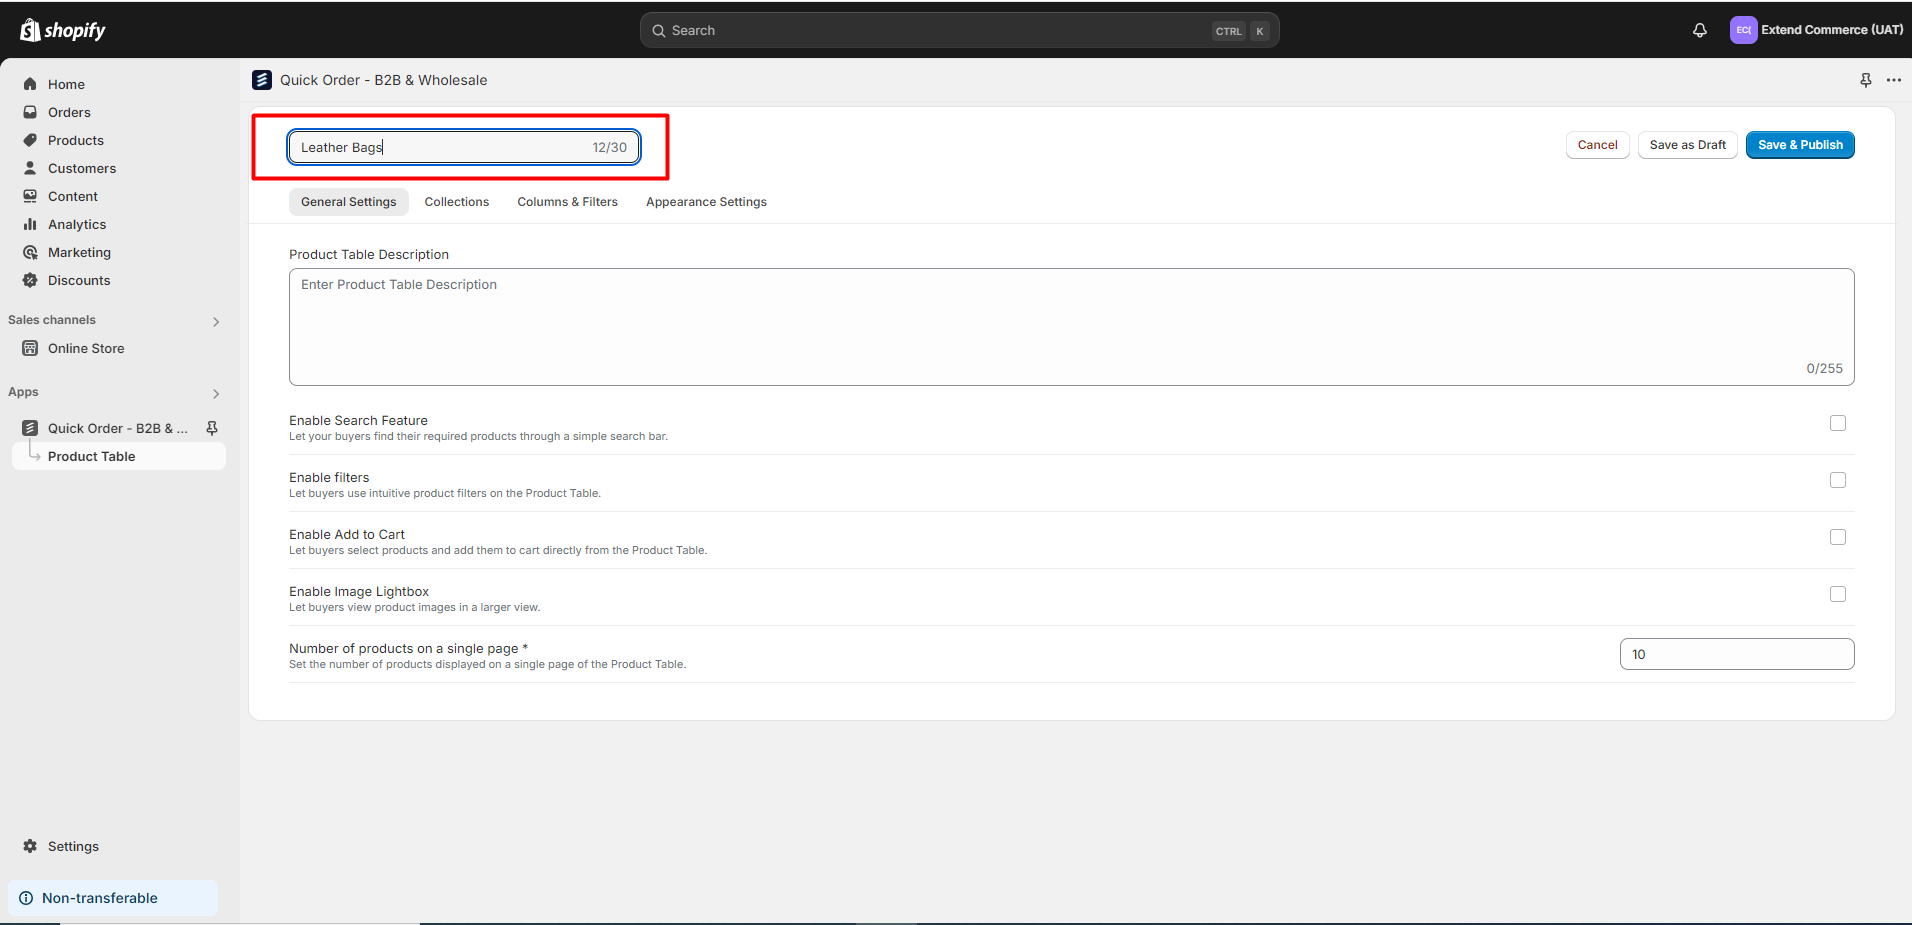 shopify
Search
CTRL K
EC(
Extend Commerce (UAT)
Home
Orders
Products
Customers
Content
Analytics
Marketing
Discounts
Sales channels
Online Store
Apps
Quick Order - B2B & ...
Product Table
Settings
Non-transferable
Quick Order - B2B & Wholesale
Leather Bags 12/30
Cancel
Save as Draft
Save & Publish
General Settings
Collections
Columns & Filters
Appearance Settings
Product Table Description
Enter Product Table Description
0/255
Enable Search Feature
Let your buyers find their required products through a simple search bar.
Enable filters
Let buyers use intuitive product filters on the Product Table.
Enable Add to Cart
Let buyers select products and add them to cart directly from the Product Table.
Enable Image Lightbox
Let buyers view product images in a larger view.
Number of products on a single page *
Set the number of products displayed on a single page of the Product Table.
10